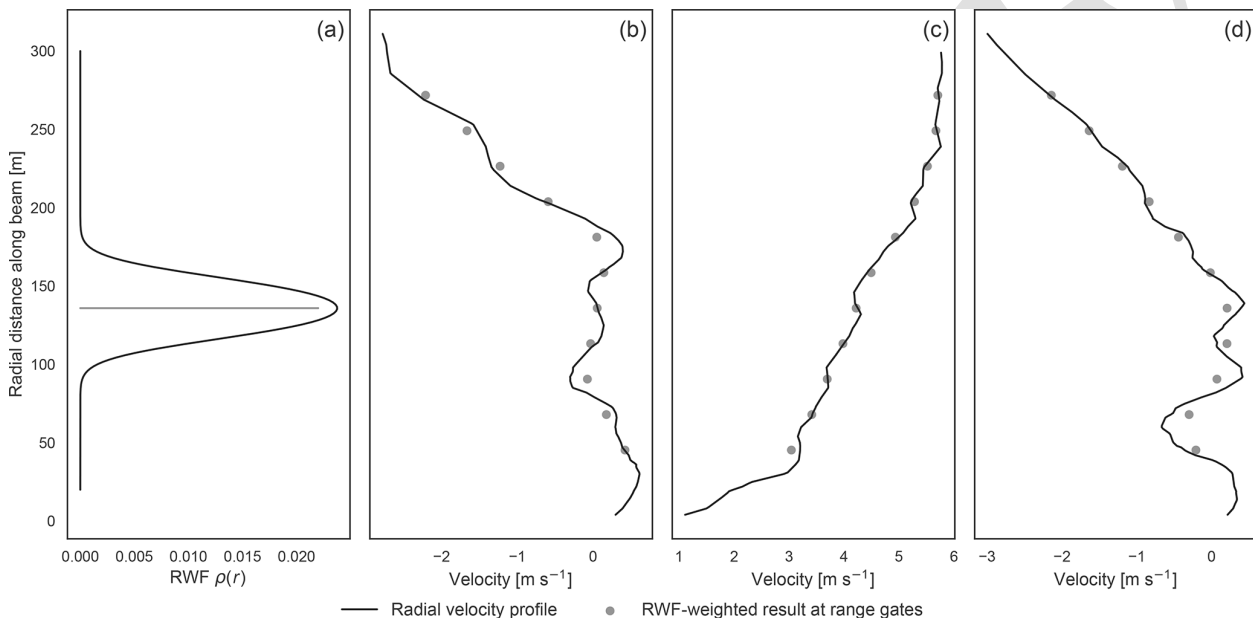 (a)
(b)
(c)
(d)
Radial distance along beam [m]
300
250
200
150
100
50
0
0.000 0.005 0.010 0.015 0.020
−2 −1 0
1 2 3 4 5 6
−3 −2 −1 0
RWF ρ(r)
Velocity [m s⁻¹]
Velocity [m s⁻¹]
Velocity [m s⁻¹]
Radial velocity profile
RWF-weighted result at range gates